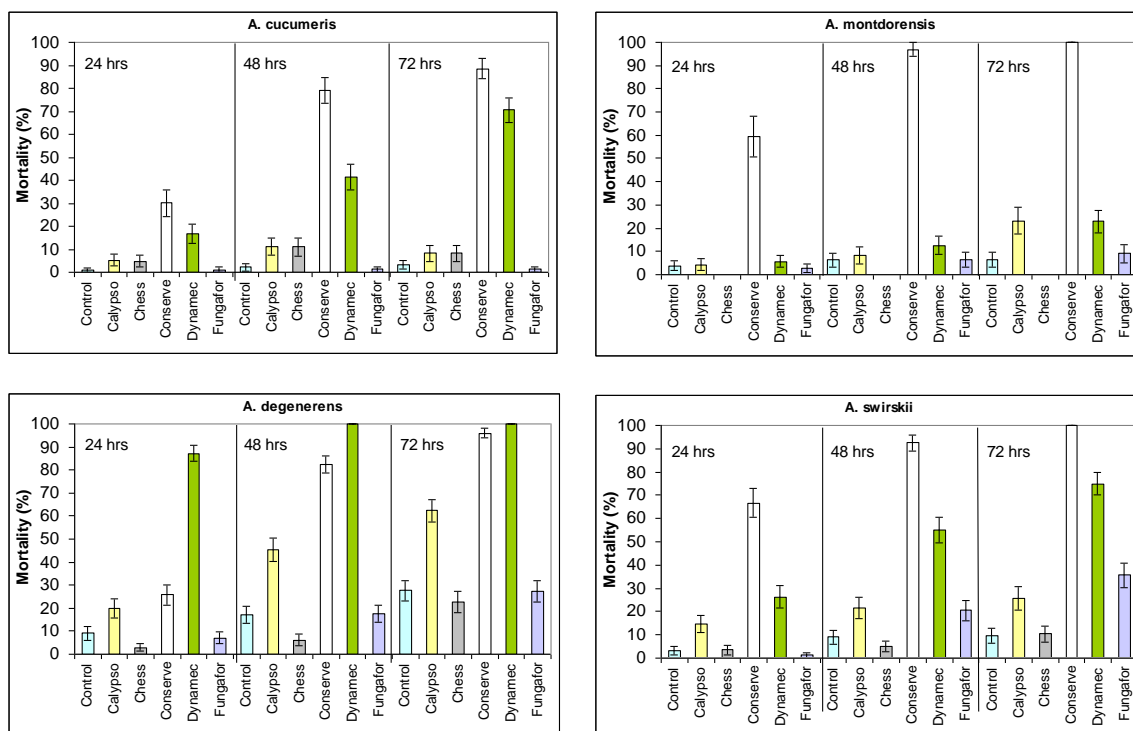 A. cucumeris
Mortality (%)
100
90
80
70
60
50
40
30
20
10
0
24 hrs
48 hrs
72 hrs
Control
Calypso
Chess
Conserve
Dynamec
Fungafor
Control
Calypso
Chess
Conserve
Dynamec
Fungafor
Control
Calypso
Chess
Conserve
Dynamec
Fungafor
A. montdorensis
Mortality (%)
100
90
80
70
60
50
40
30
20
10
0
24 hrs
48 hrs
72 hrs
Control
Calypso
Chess
Conserve
Dynamec
Fungafor
Control
Calypso
Chess
Conserve
Dynamec
Fungafor
Control
Calypso
Chess
Conserve
Dynamec
Fungafor
A. degenerens
Mortality (%)
100
90
80
70
60
50
40
30
20
10
0
24 hrs
48 hrs
72 hrs
Control
Calypso
Chess
Conserve
Dynamec
Fungafor
Control
Calypso
Chess
Conserve
Dynamec
Fungafor
Control
Calypso
Chess
Conserve
Dynamec
Fungafor
A. swirskii
Mortality (%)
100
90
80
70
60
50
40
30
20
10
0
24 hrs
48 hrs
72 hrs
Control
Calypso
Chess
Conserve
Dynamec
Fungafor
Control
Calypso
Chess
Conserve
Dynamec
Fungafor
Control
Calypso
Chess
Conserve
Dynamec
Fungafor